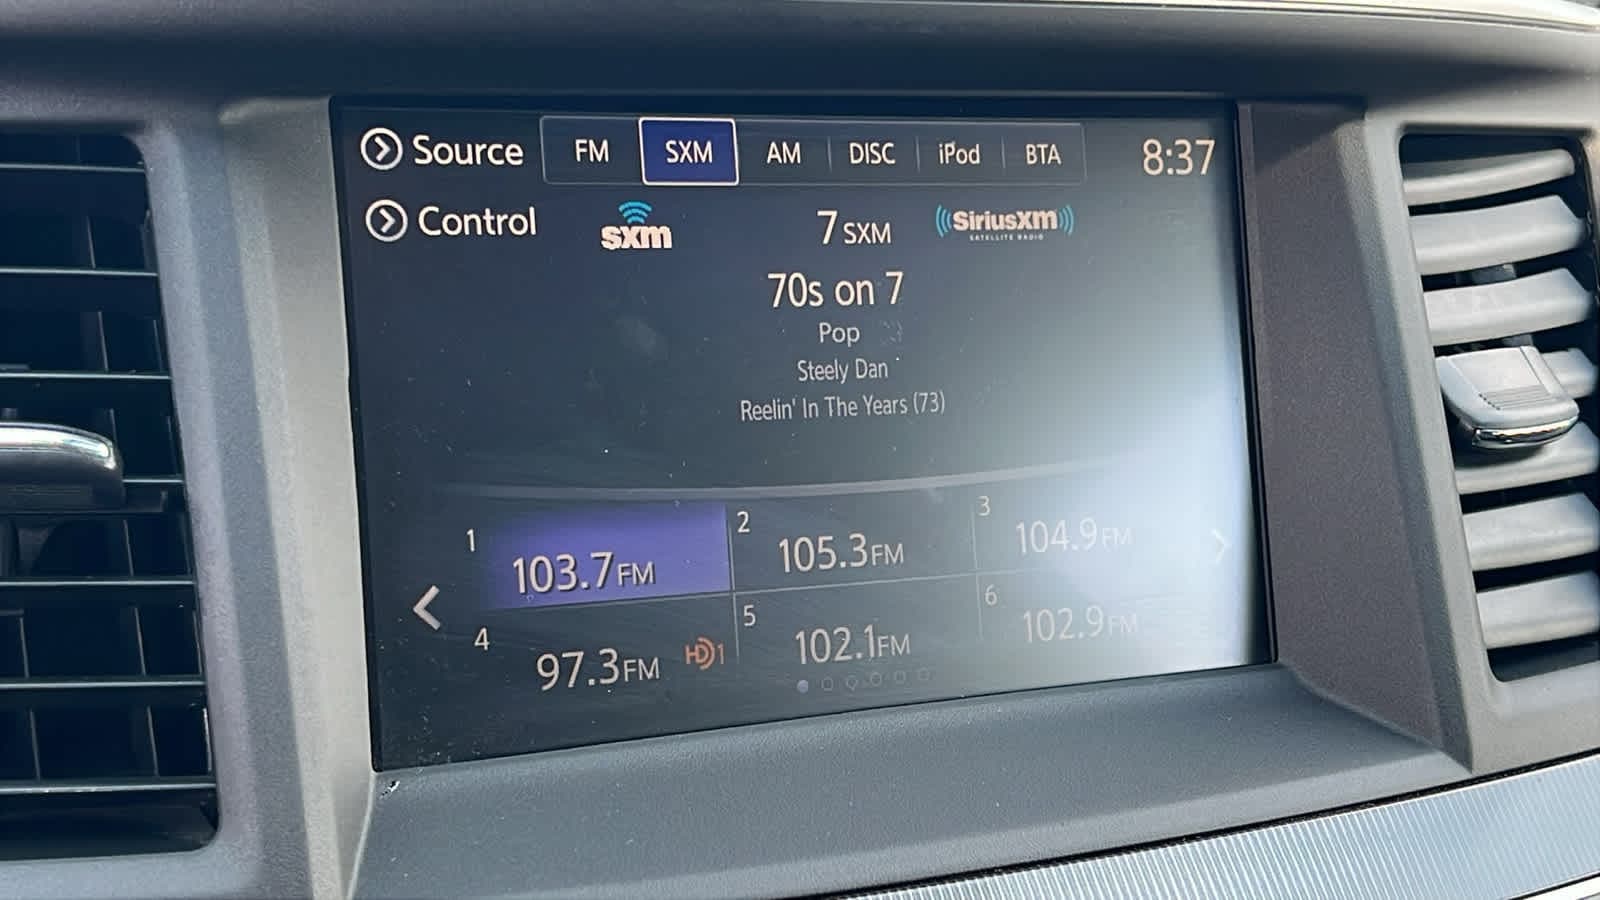 Source FM SXM AM DISC iPod BTA 8:37
Control sxm 7 SXM SiriusXM
SATELLITE RADIO
70s on 7
Pop
Steely Dan
Reelin' In The Years (73)
1 103.7FM 2 105.3FM 3 104.9FM
4 97.3FM HD1 5 102.1FM 6 102.9FM